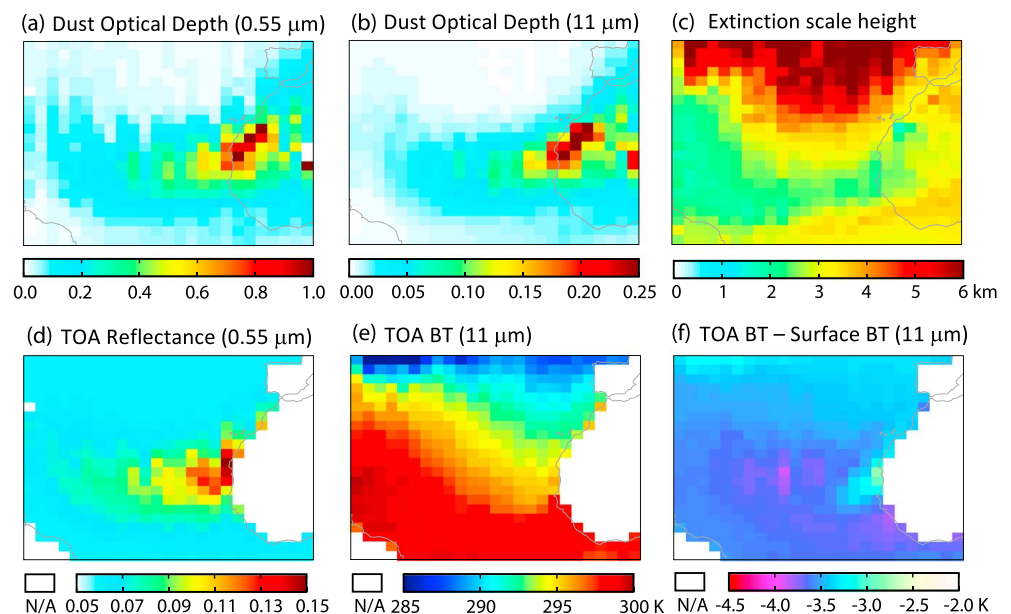 (a) Dust Optical Depth (0.55 μm)
(b) Dust Optical Depth (11 μm)
(c) Extinction scale height
0.0 0.2 0.4 0.6 0.8 1.0
0.00 0.05 0.10 0.15 0.20 0.25
0 1 2 3 4 5 6 km
(d) TOA Reflectance (0.55 μm)
(e) TOA BT (11 μm)
(f) TOA BT – Surface BT (11 μm)
N/A 0.05 0.07 0.09 0.11 0.13 0.15
N/A 285 290 295 300 K
N/A -4.5 -4.0 -3.5 -3.0 -2.5 -2.0 K